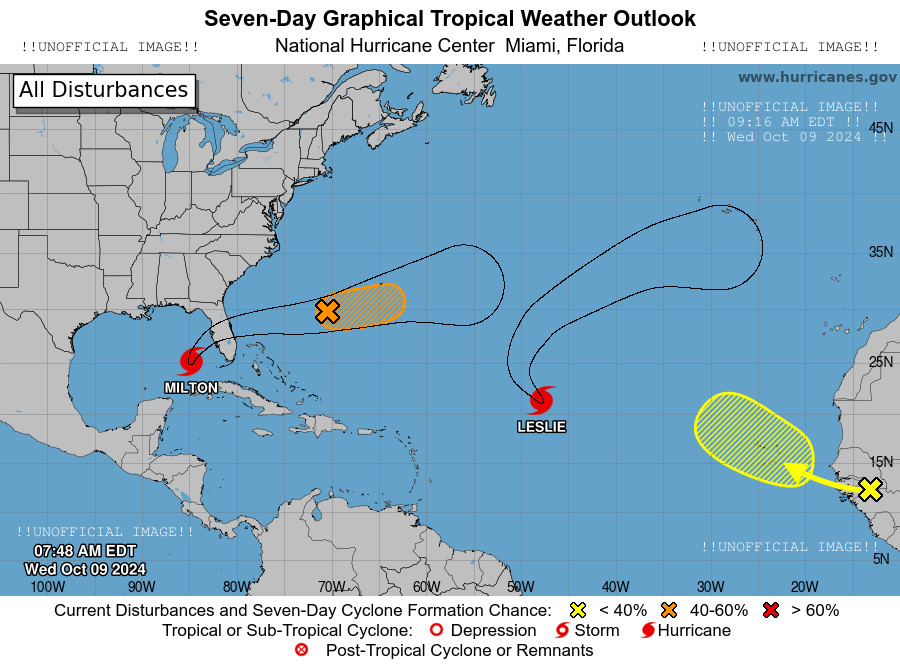 Seven-Day Graphical Tropical Weather Outlook
!!UNOFFICIAL IMAGE!! National Hurricane Center Miami, Florida !!UNOFFICIAL IMAGE!!
All Disturbances
www.hurricanes.gov
!!UNOFFICIAL IMAGE!!
!! 09:16 AM EDT !!
!! Wed Oct 09 2024 !!
45N
35N
25N
MILTON
LESLIE
15N
!!UNOFFICIAL IMAGE!!
!!UNOFFICIAL IMAGE!!
07:48 AM EDT
Wed Oct 09 2024
5N
100W 90W 80W 70W 60W 50W 40W 30W 20W
Current Disturbances and Seven-Day Cyclone Formation Chance: < 40% 40-60% > 60%
Tropical or Sub-Tropical Cyclone: Depression Storm Hurricane
Post-Tropical Cyclone or Remnants